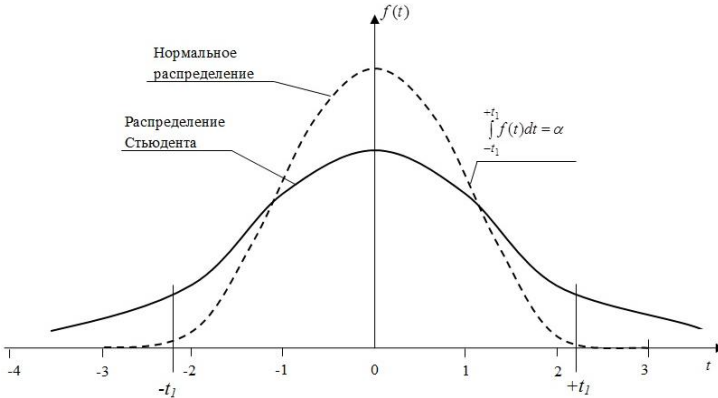 f(t)
Нормальное
распределение
Распределение
Стьюдента
+t₁
∫ f(t)dt = α
−t₁
-4 -3 -2 -1 0 1 2 3 t
-t₁ +t₁